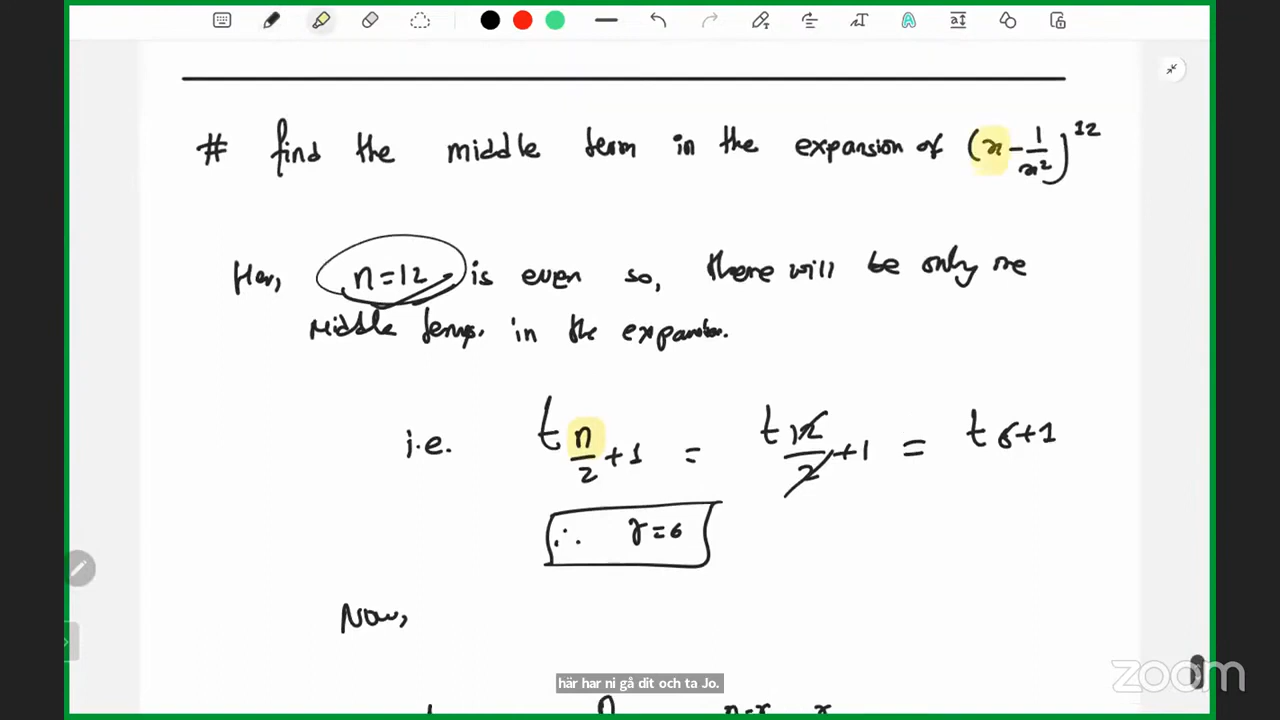 # find the middle term in the expansion of (x - 1/x²)^12
Her, n=12 is even so, there will be only one
Middle terms. in the expansion.
i.e. t n/2 +1 = t 12/2 +1 = t 6+1
∴ r=6
Now,
här har ni gå dit och ta Jo.
zoom